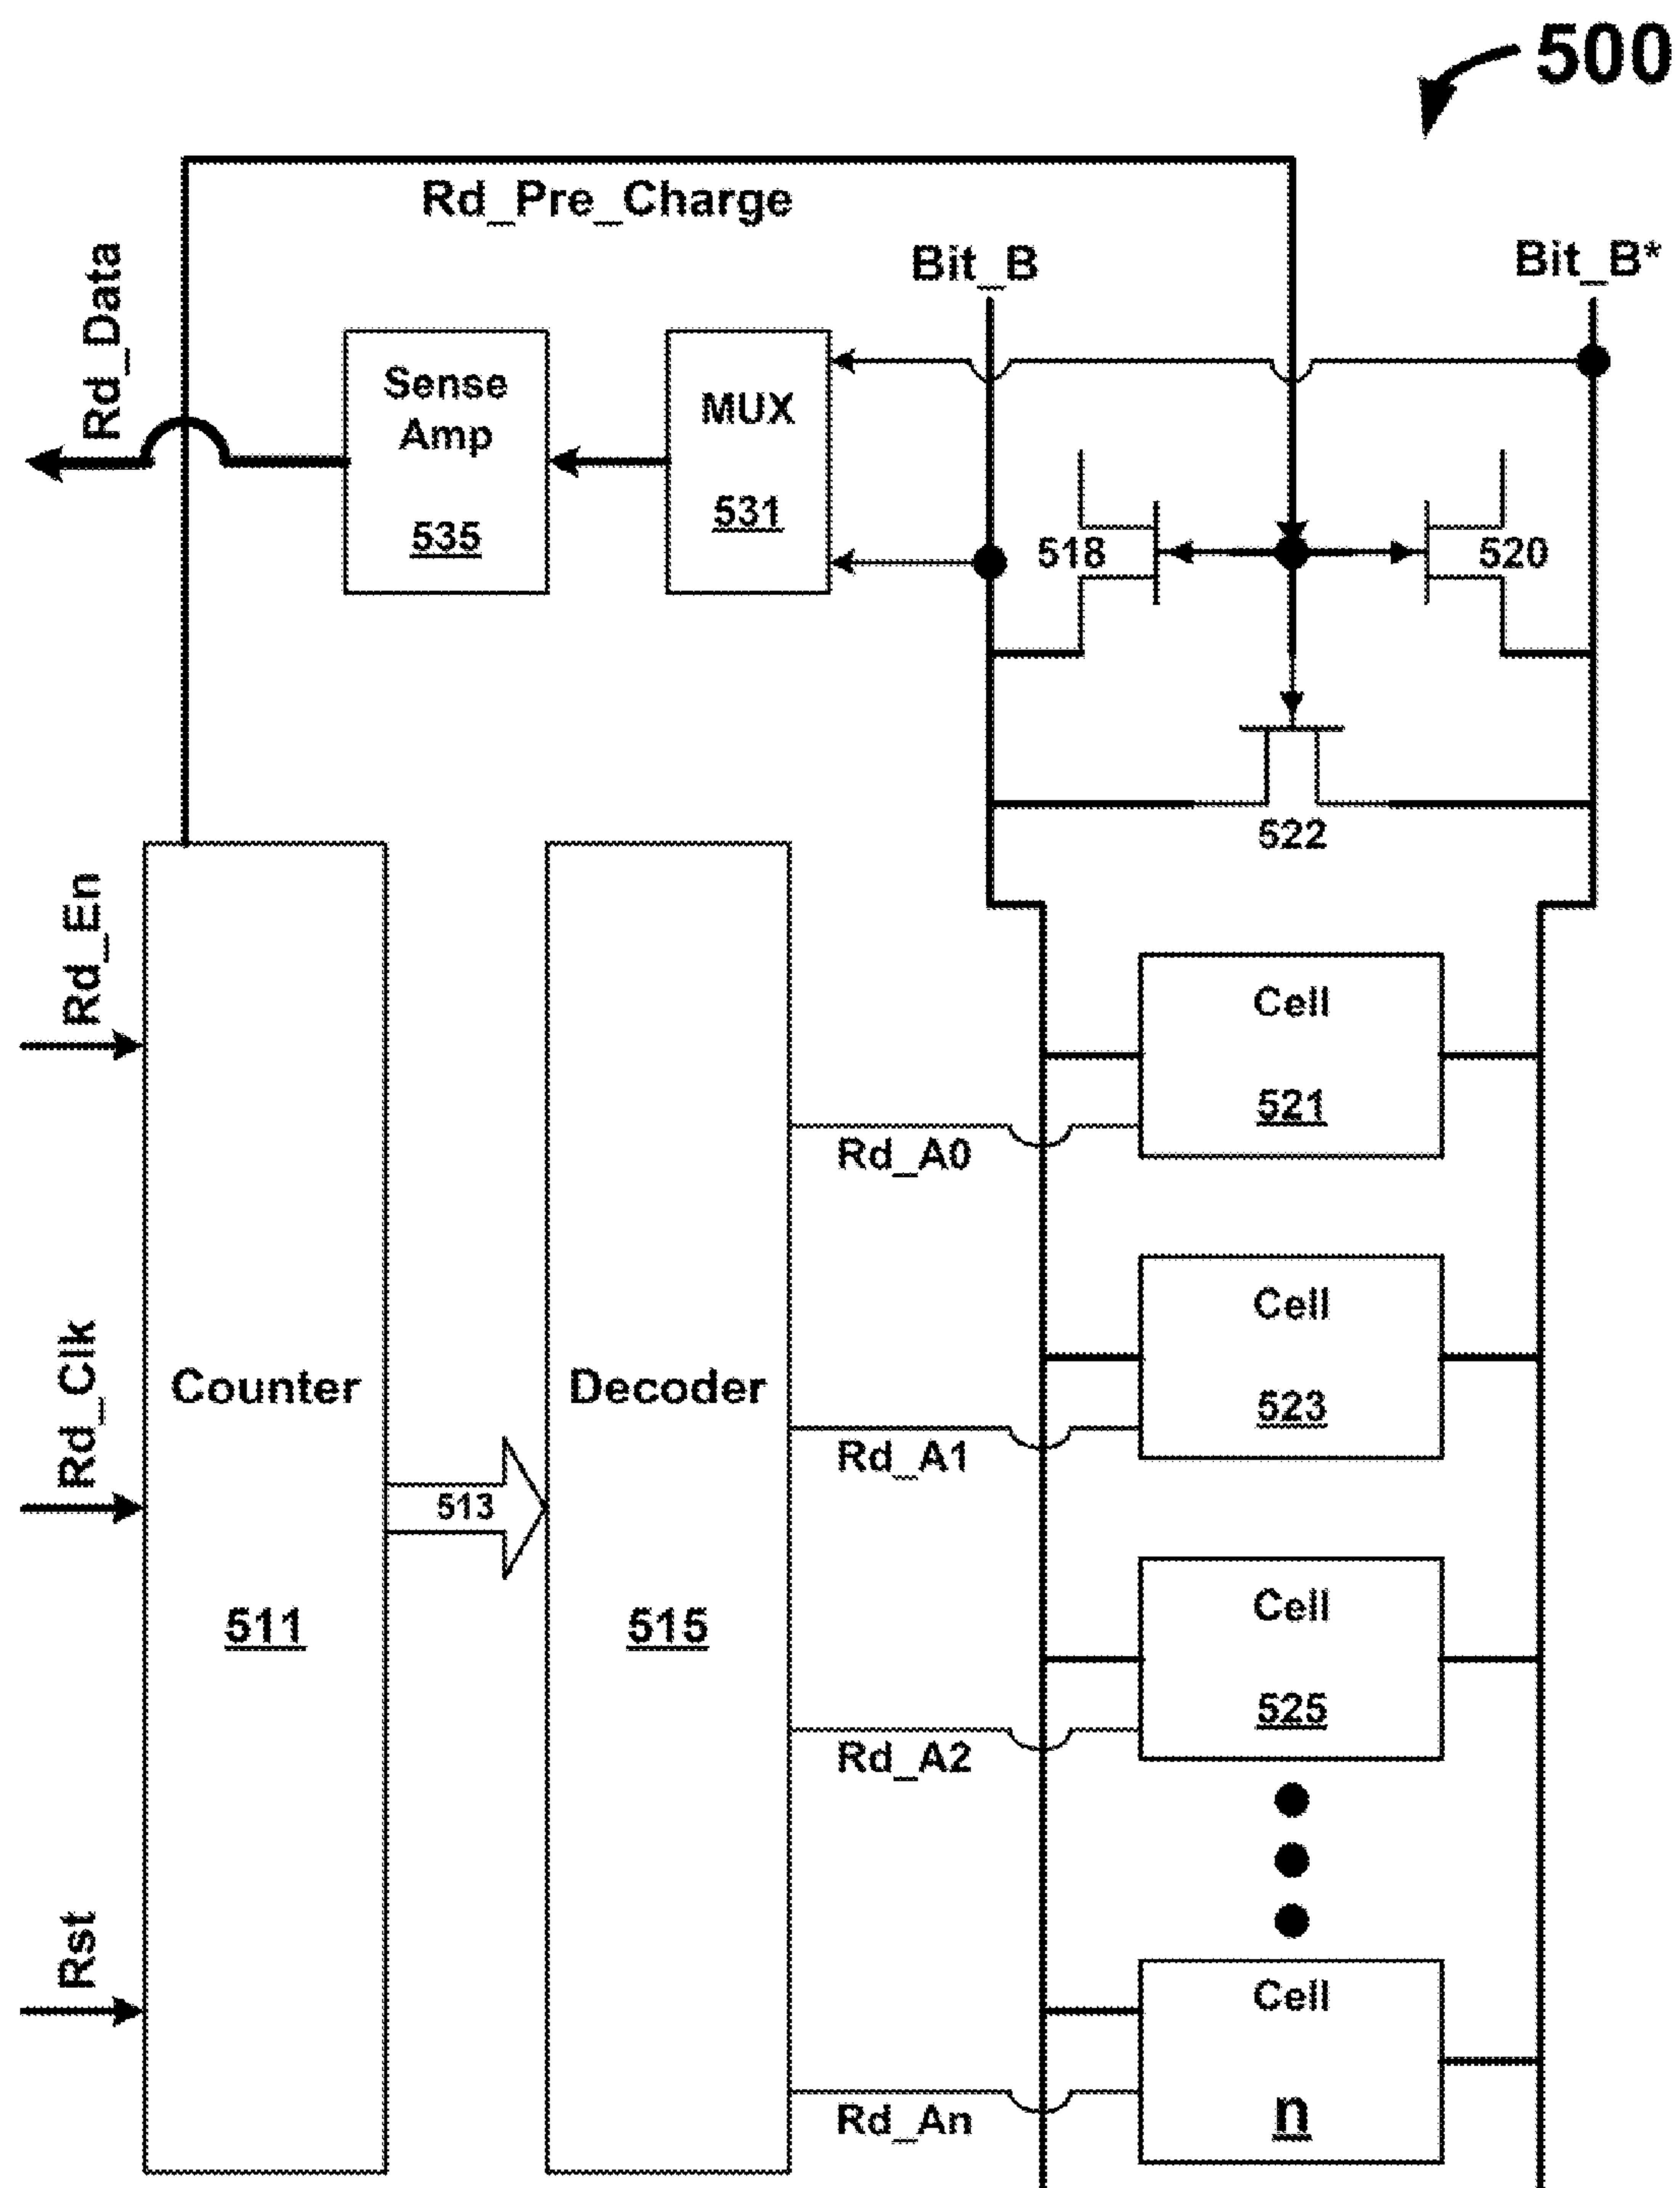 500
Rd_Pre_Charge
Bit_B
Bit_B*
Rd_Data
Sense
Amp
535
MUX
531
518
520
522
Rd_En
Rd_Clk
Rst
Counter
511
513
Decoder
515
Cell
521
Rd_A0
Cell
523
Rd_A1
Cell
525
Rd_A2
Cell
n
Rd_An